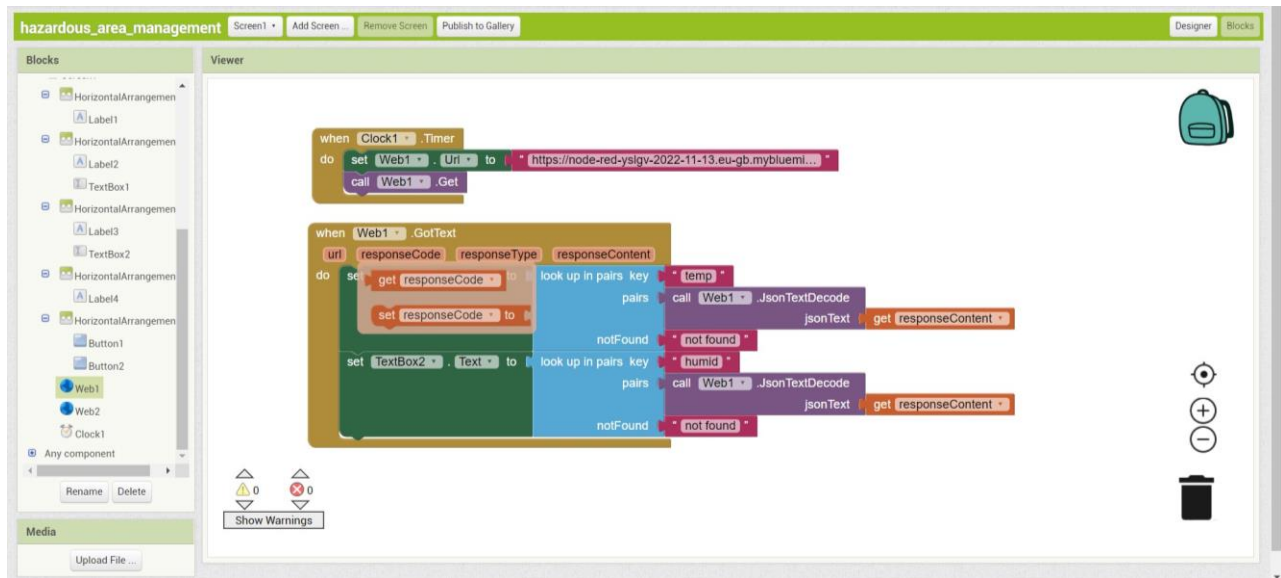 hazardous_area_management Screen1 Add Screen ... Remove Screen Publish to Gallery Designer Blocks
Blocks
HorizontalArrangemen
Label1
HorizontalArrangemen
Label2
TextBox1
HorizontalArrangemen
Label3
TextBox2
HorizontalArrangemen
Label4
HorizontalArrangemen
Button1
Button2
Web1
Web2
Clock1
Any component
Rename Delete
Media
Upload File ...
Viewer
when Clock1 .Timer
do set Web1 . Url to " https://node-red-yslgv-2022-11-13.eu-gb.mybluemi... "
call Web1 .Get
when Web1 .GotText
url responseCode responseType responseContent
do se to look up in pairs key " temp "
get responseCode
pairs call Web1 .JsonTextDecode
set responseCode to jsonText get responseContent
notFound " not found "
set TextBox2 . Text to look up in pairs key " humid "
pairs call Web1 .JsonTextDecode
jsonText get responseContent
notFound " not found "
0 0
Show Warnings